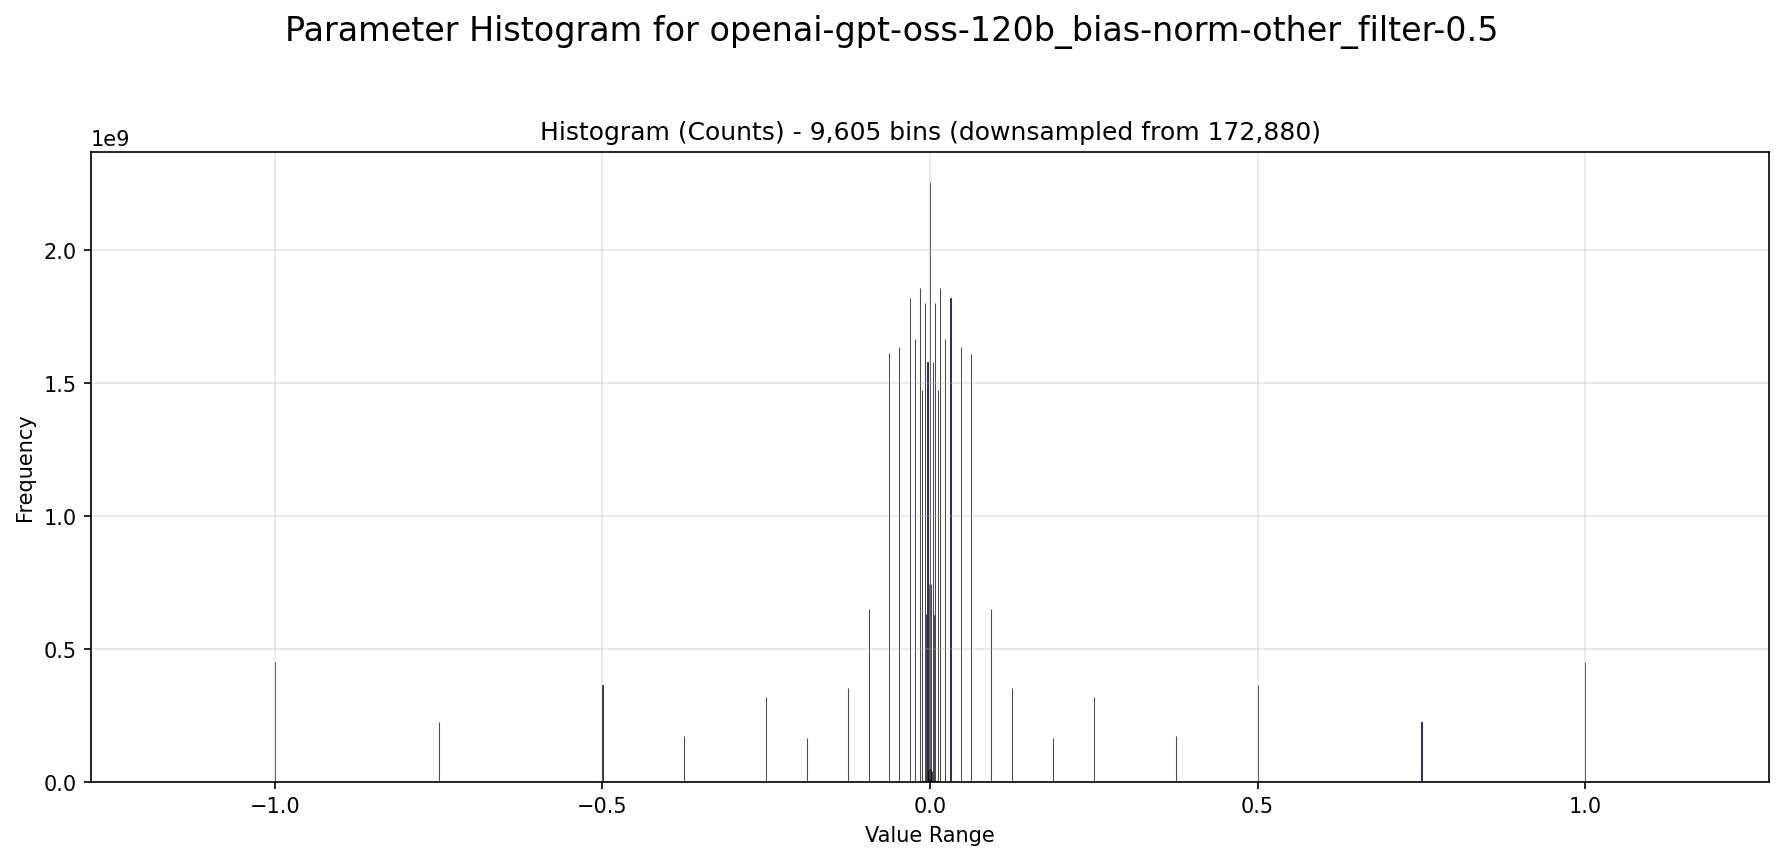 Parameter Histogram for openai-gpt-oss-120b_bias-norm-other_filter-0.5
Histogram (Counts) - 9,605 bins (downsampled from 172,880)
1e9
2.0
1.5
1.0
0.5
0.0
Frequency
−1.0
−0.5
0.0
0.5
1.0
Value Range